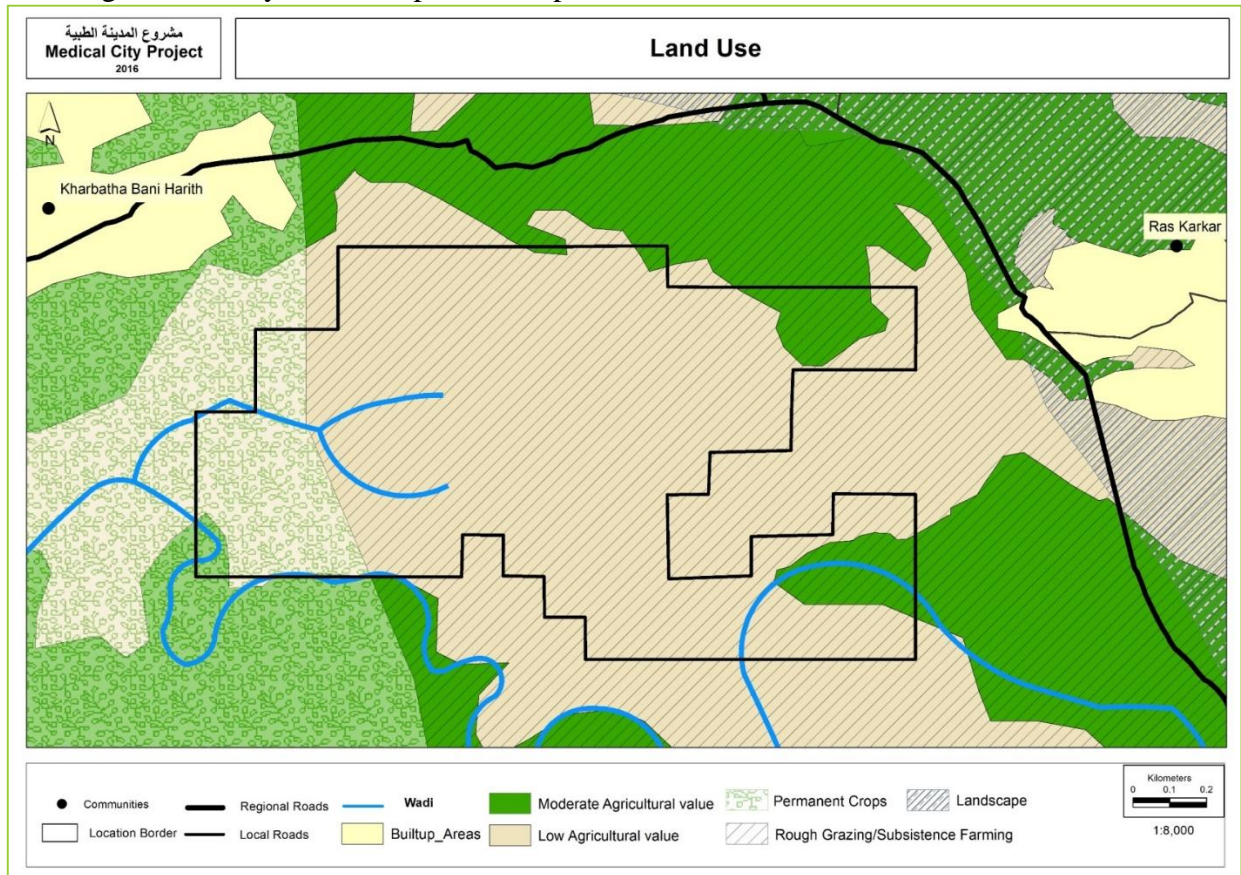 مشروع المدينة الطبية
Medical City Project
2016
Land Use
N
Kharbatha Bani Harith
Ras Karkar
Communities
Regional Roads
Wadi
Moderate Agricultural value
Permanent Crops
Landscape
Location Border
Local Roads
Builtup_Areas
Low Agricultural value
Rough Grazing/Subsistence Farming
Kilometers
0 0.1 0.2
1:8,000